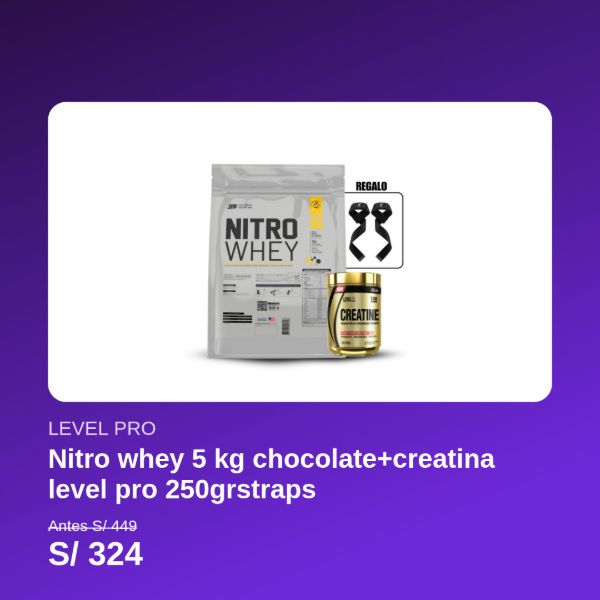 REGALO
NITRO
WHEY
CREATINE
LEVEL PRO
Nitro whey 5 kg chocolate+creatina
level pro 250grstraps
Antes S/ 449
S/ 324